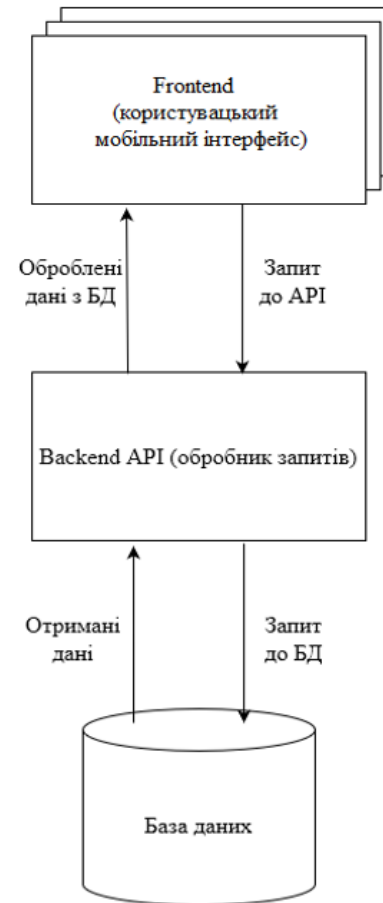 Frontend
(користувацький
мобільний інтерфейс)
Оброблені
дані з БД
Запит
до API
Backend API (обробник запитів)
Отримані
дані
Запит
до БД
База даних